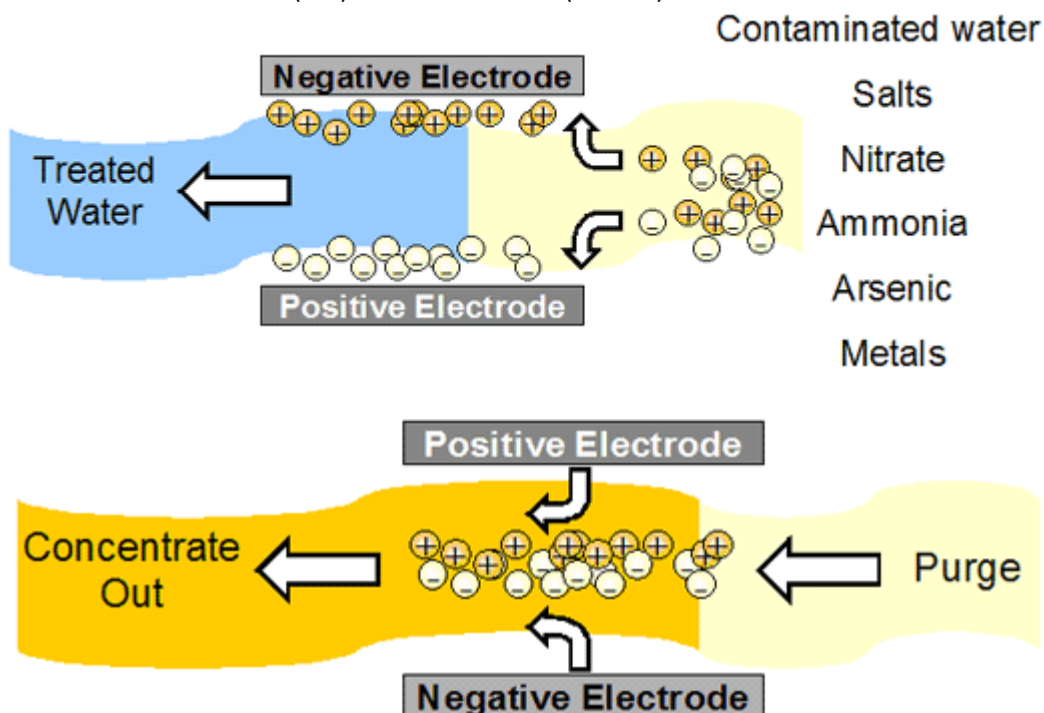 Contaminated water
Negative Electrode
Salts
Treated
Water
Nitrate
Ammonia
Positive Electrode
Arsenic
Metals
Positive Electrode
Concentrate
Out
Purge
Negative Electrode